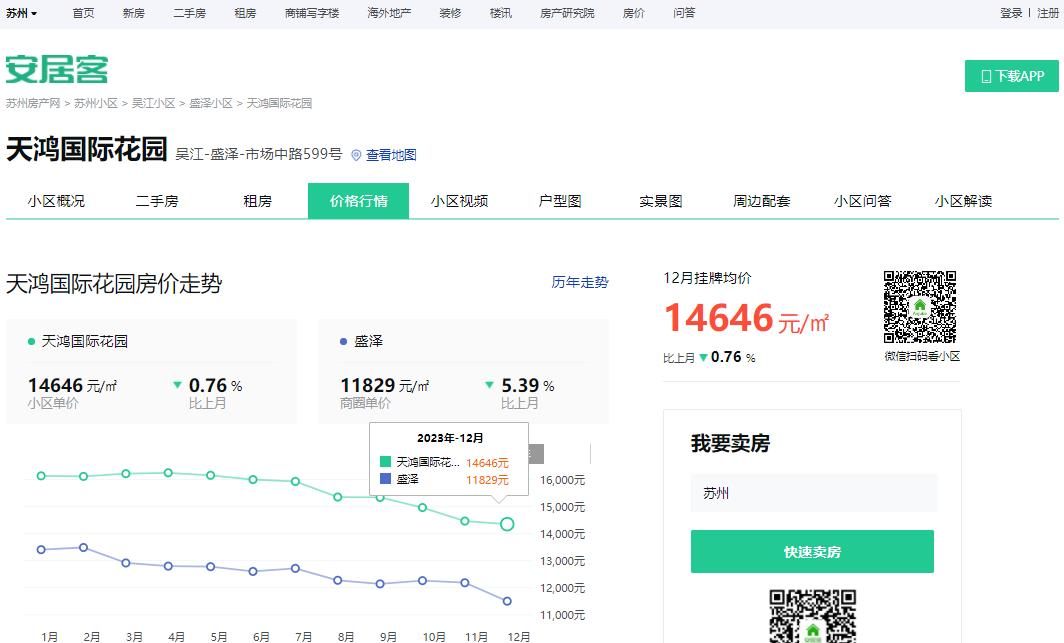 苏州 首页 新房 二手房 租房 商铺写字楼 海外地产 装修 楼讯 房产研究院 房价 问答 登录 | 注册
安居客
下载APP
苏州房产网 > 苏州小区 > 吴江小区 > 盛泽小区 > 天鸿国际花园
天鸿国际花园 吴江-盛泽-市场中路599号 查看地图
小区概况 二手房 租房 价格行情 小区视频 户型图 实景图 周边配套 小区问答 小区解读
天鸿国际花园房价走势 历年走势
天鸿国际花园
14646 元/㎡ 0.76 %
小区单价 比上月
盛泽
11829 元/㎡ 5.39 %
商圈单价 比上月
2023年-12月
天鸿国际花... 14646元
盛泽 11829元
16,000元
15,000元
14,000元
13,000元
12,000元
11,000元
1月 2月 3月 4月 5月 6月 7月 8月 9月 10月 11月 12月
12月挂牌均价
14646 元/㎡
比上月 0.76 %
微信扫码看小区
我要卖房
苏州
快速卖房